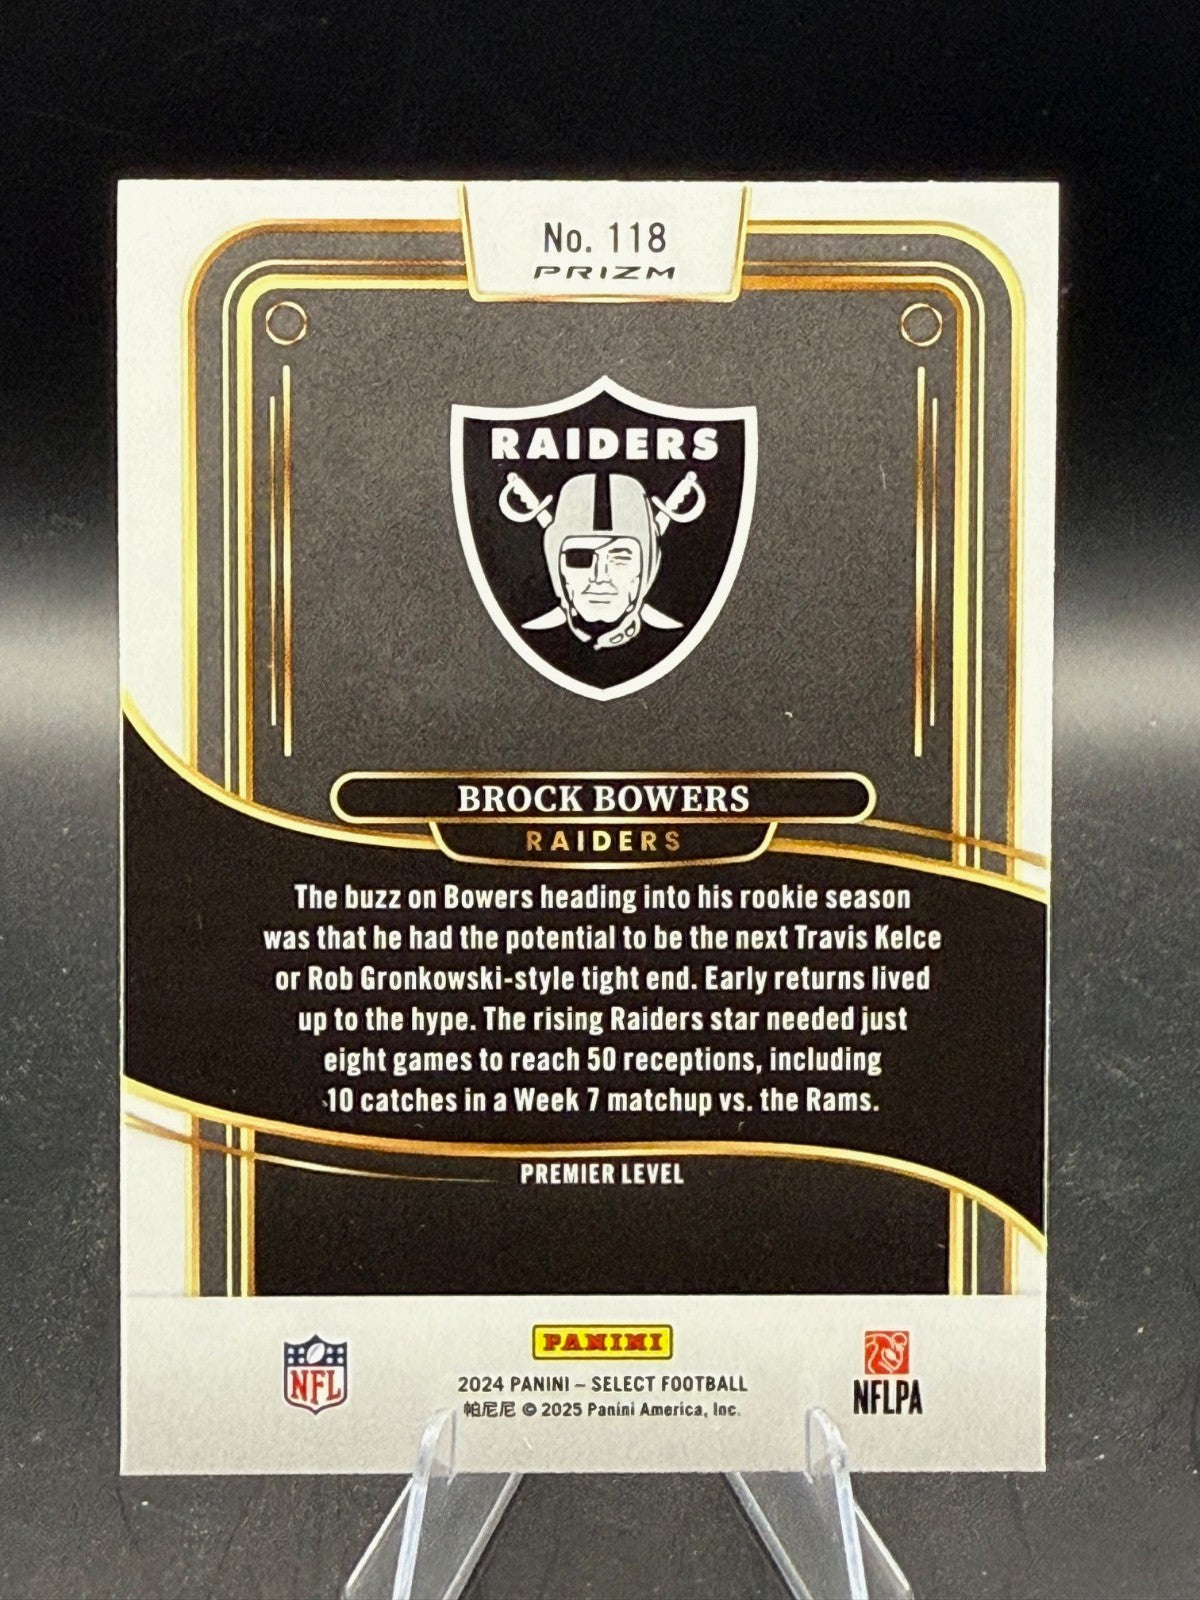 No. 118
PRIZM
RAIDERS
BROCK BOWERS
RAIDERS
The buzz on Bowers heading into his rookie season
was that he had the potential to be the next Travis Kelce
or Rob Gronkowski-style tight end. Early returns lived
up to the hype. The rising Raiders star needed just
eight games to reach 50 receptions, including
10 catches in a Week 7 matchup vs. the Rams.
PREMIER LEVEL
NFL
PANINI
2024 PANINI – SELECT FOOTBALL
帕尼尼 © 2025 Panini America, Inc.
NFLPA